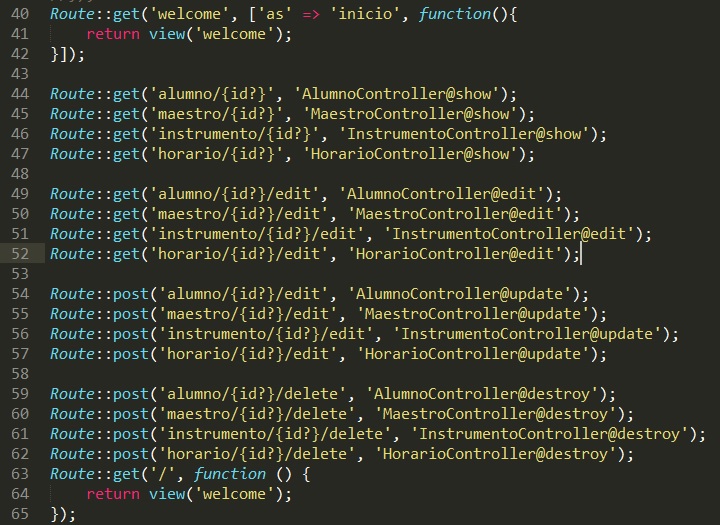 40 Route::get('welcome', ['as' => 'inicio', function(){
41     return view('welcome');
42 }]);
43
44 Route::get('alumno/{id?}', 'AlumnoController@show');
45 Route::get('maestro/{id?}', 'MaestroController@show');
46 Route::get('instrumento/{id?}', 'InstrumentoController@show');
47 Route::get('horario/{id?}', 'HorarioController@show');
48
49 Route::get('alumno/{id?}/edit', 'AlumnoController@edit');
50 Route::get('maestro/{id?}/edit', 'MaestroController@edit');
51 Route::get('instrumento/{id?}/edit', 'InstrumentoController@edit');
52 Route::get('horario/{id?}/edit', 'HorarioController@edit');
53
54 Route::post('alumno/{id?}/edit', 'AlumnoController@update');
55 Route::post('maestro/{id?}/edit', 'MaestroController@update');
56 Route::post('instrumento/{id?}/edit', 'InstrumentoController@update');
57 Route::post('horario/{id?}/edit', 'HorarioController@update');
58
59 Route::post('alumno/{id?}/delete', 'AlumnoController@destroy');
60 Route::post('maestro/{id?}/delete', 'MaestroController@destroy');
61 Route::post('instrumento/{id?}/delete', 'InstrumentoController@destroy');
62 Route::post('horario/{id?}/delete', 'HorarioController@destroy');
63 Route::get('/', function () {
64     return view('welcome');
65 });